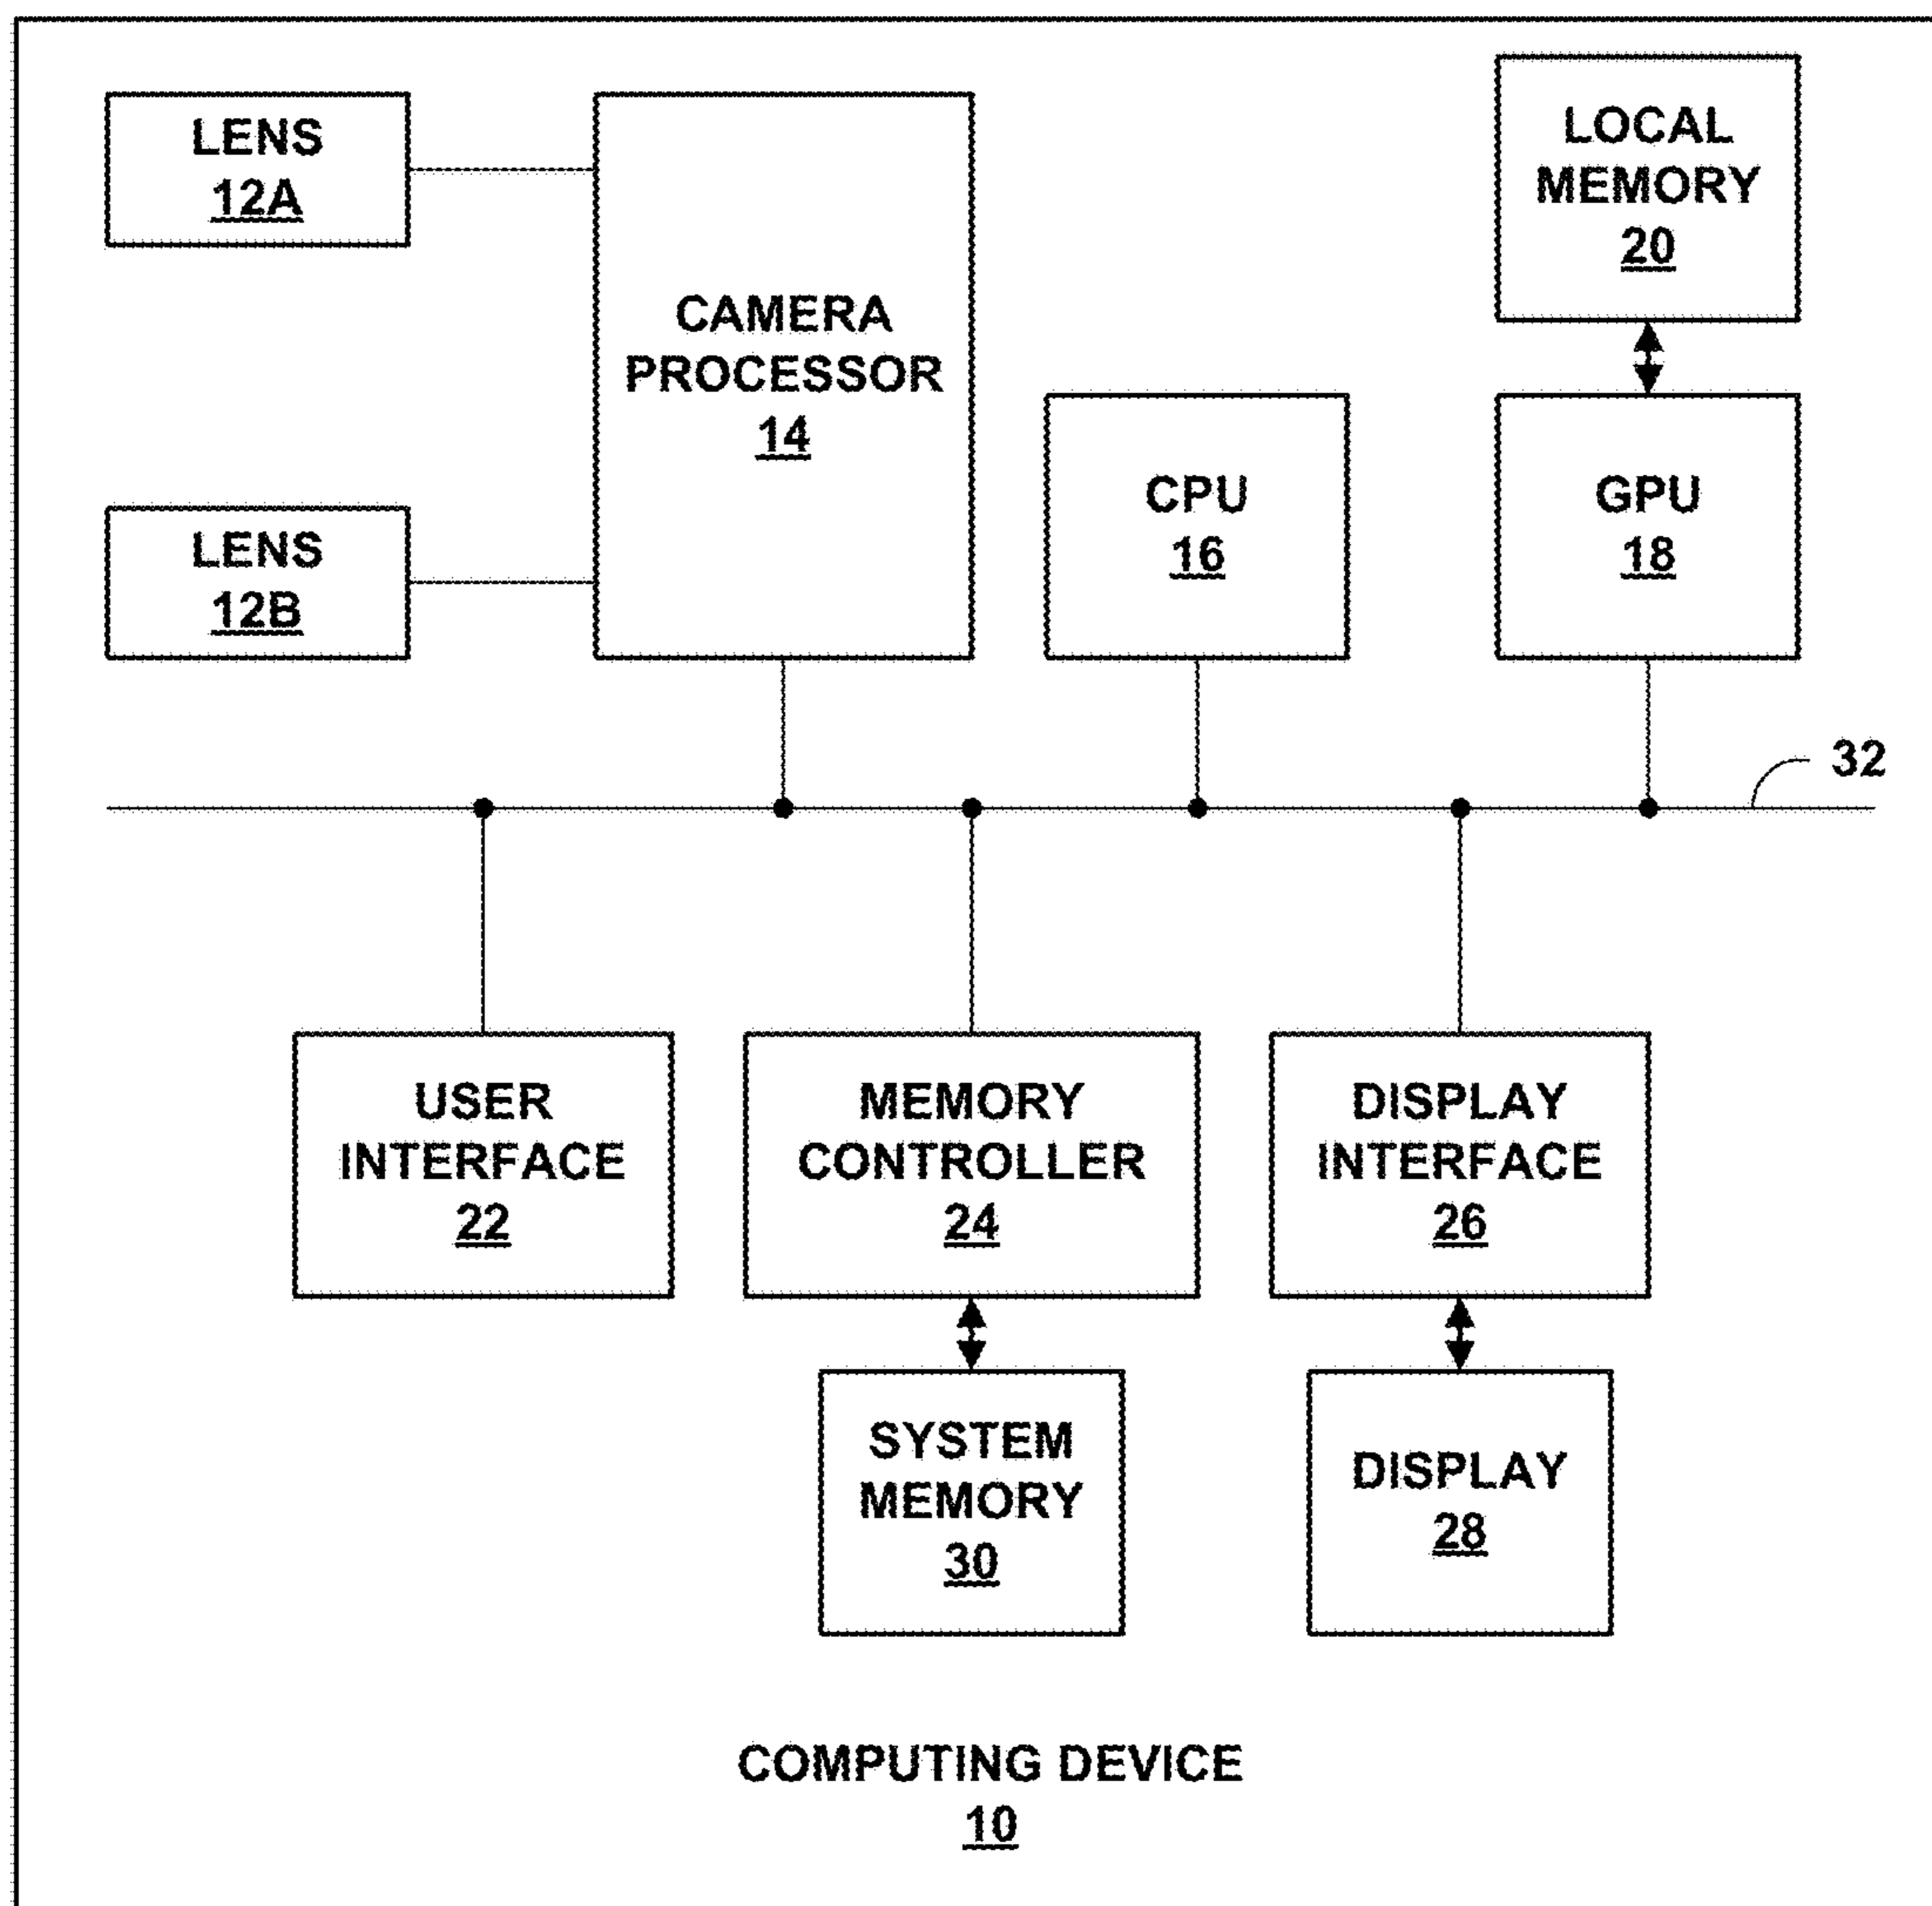 LENS
12A
CAMERA
PROCESSOR
14
LOCAL
MEMORY
20
LENS
12B
CPU
16
GPU
18
32
USER
INTERFACE
22
MEMORY
CONTROLLER
24
DISPLAY
INTERFACE
26
SYSTEM
MEMORY
30
DISPLAY
28
COMPUTING DEVICE
10